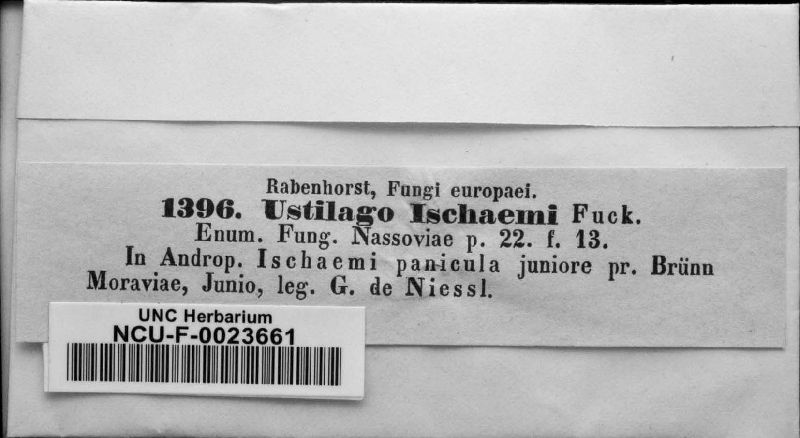 Rabenhorst, Fungi europaei.
1396. Ustilago Ischaemi Fuck.
Enum. Fung. Nassoviae p. 22. f. 13.
In Androp. Ischaemi panicula juniore pr. Brünn
Moraviae, Junio, leg. G. de Niessl.
UNC Herbarium
NCU-F-0023661